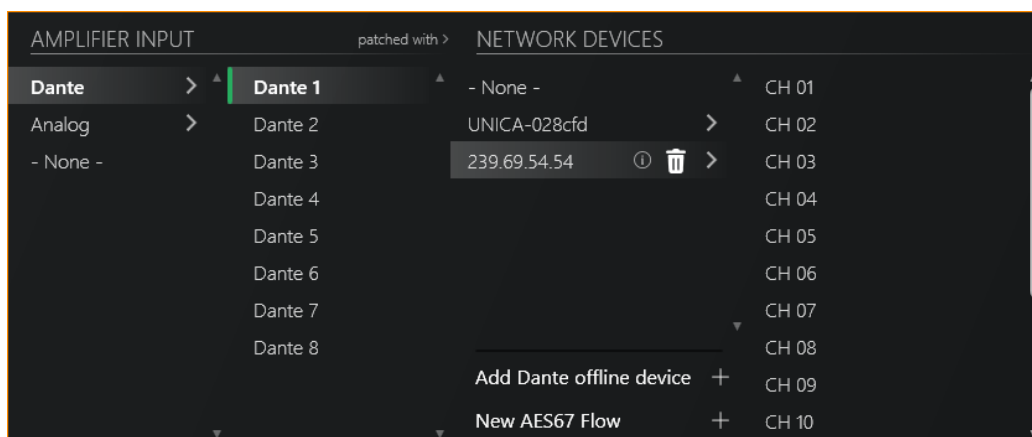 AMPLIFIER INPUT patched with > NETWORK DEVICES
Dante > Dante 1 - None - CH 01
Analog > Dante 2 UNICA-028cfd > CH 02
- None - Dante 3 239.69.54.54 > CH 03
Dante 4 CH 04
Dante 5 CH 05
Dante 6 CH 06
Dante 7 CH 07
Dante 8 CH 08
Add Dante offline device + CH 09
New AES67 Flow + CH 10